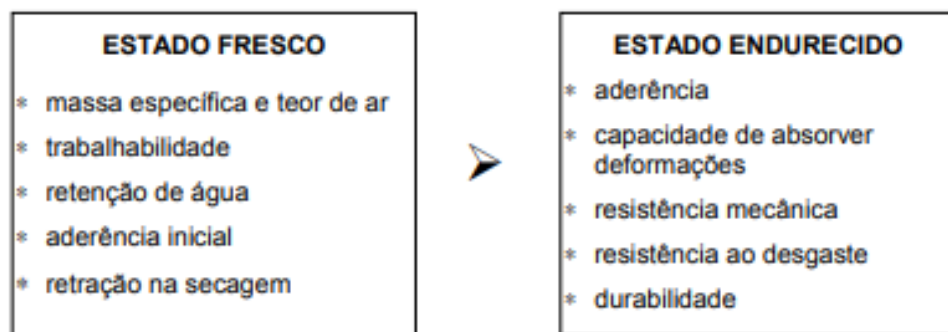 ESTADO FRESCO
* massa específica e teor de ar
* trabalhabilidade
* retenção de água
* aderência inicial
* retração na secagem
ESTADO ENDURECIDO
* aderência
* capacidade de absorver
deformações
* resistência mecânica
* resistência ao desgaste
* durabilidade